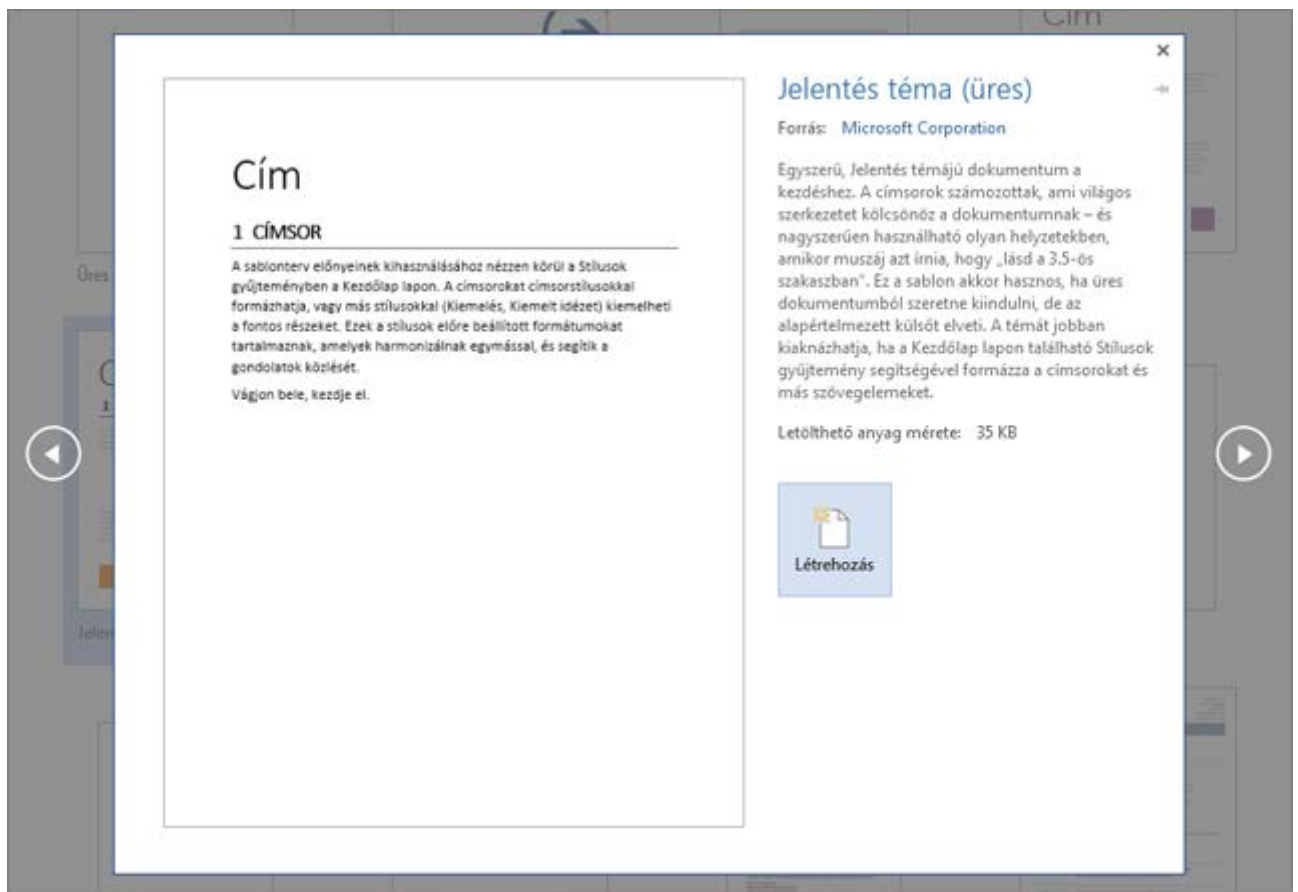 Cím
Cím
1 CÍMSOR
A sablonterv előnyeinek kihasználásához nézzen körül a Stílusok
gyűjteményben a Kezdőlap lapon. A címsorokat címsorstílusokkal
formázhatja, vagy más stílusokkal (Kiemelés, Kiemelt idézet) kiemelheti
a fontos részeket. Ezek a stílusok előre beállított formátumokat
tartalmaznak, amelyek harmonizálnak egymással, és segítik a
gondolatok közlését.
Vágjon bele, kezdje el.
Jelentés téma (üres)
Forrás: Microsoft Corporation
Egyszerű, Jelentés témájú dokumentum a
kezdéshez. A címsorok számozottak, ami világos
szerkezetet kölcsönöz a dokumentumnak – és
nagyszerűen használható olyan helyzetekben,
amikor muszáj azt írnia, hogy „lásd a 3.5-ös
szakaszban". Ez a sablon akkor hasznos, ha üres
dokumentumból szeretne kiindulni, de az
alapértelmezett külsőt elveti. A témát jobban
kiaknázhatja, ha a Kezdőlap lapon található Stílusok
gyűjtemény segítségével formázza a címsorokat és
más szövegelemeket.
Letölthető anyag mérete: 35 KB
Létrehozás
Üres
1